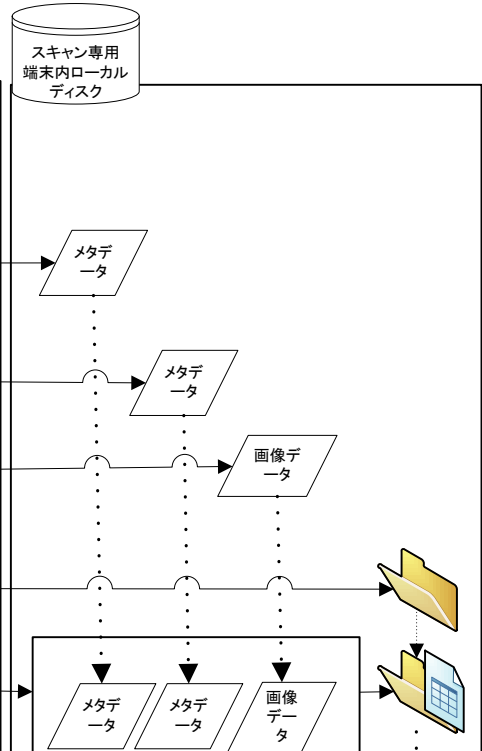 スキャン専用
端末内ローカル
ディスク
メタデ
ータ
メタデ
ータ
画像デ
ータ
メタデ
ータ
メタデ
ータ
画像
デー
タ